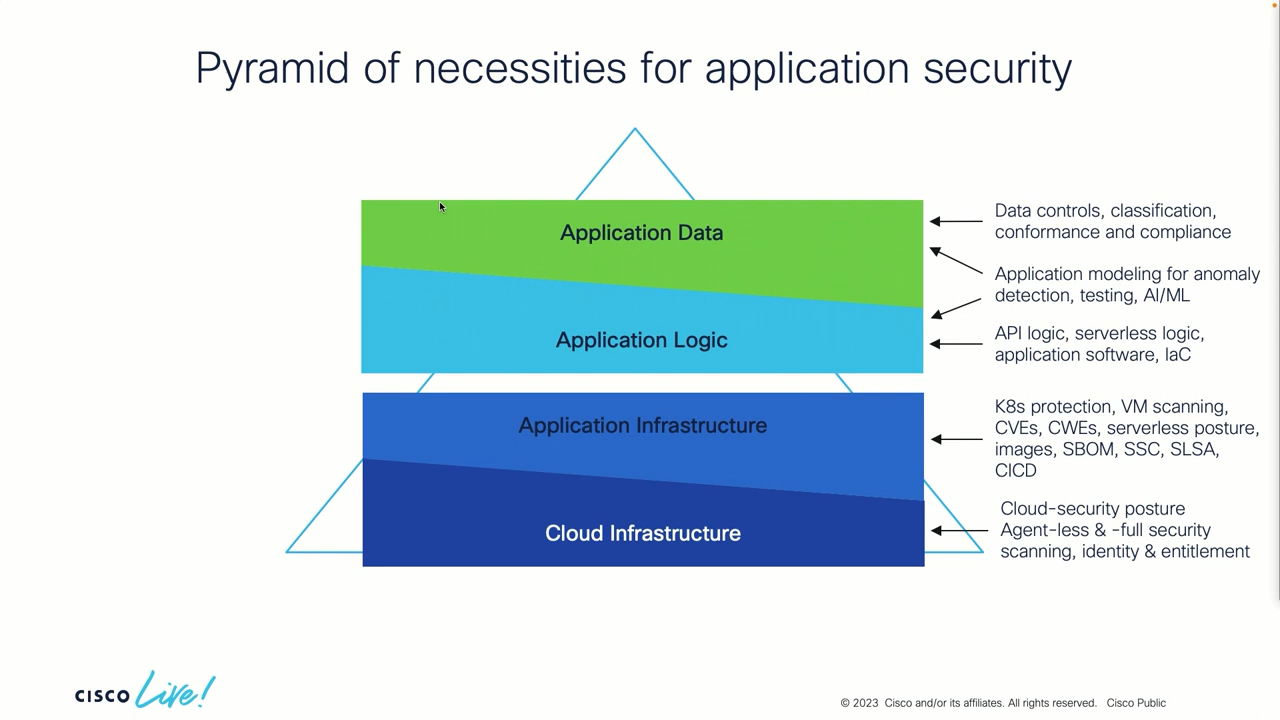 Pyramid of necessities for application security
Application Data
Application Logic
Application Infrastructure
Cloud Infrastructure
Data controls, classification,
conformance and compliance
Application modeling for anomaly
detection, testing, AI/ML
API logic, serverless logic,
application software, IaC
K8s protection, VM scanning,
CVEs, CWEs, serverless posture,
images, SBOM, SSC, SLSA,
CICD
Cloud-security posture
Agent-less & -full security
scanning, identity & entitlement
CISCO Live!
© 2023 Cisco and/or its affiliates. All rights reserved. Cisco Public